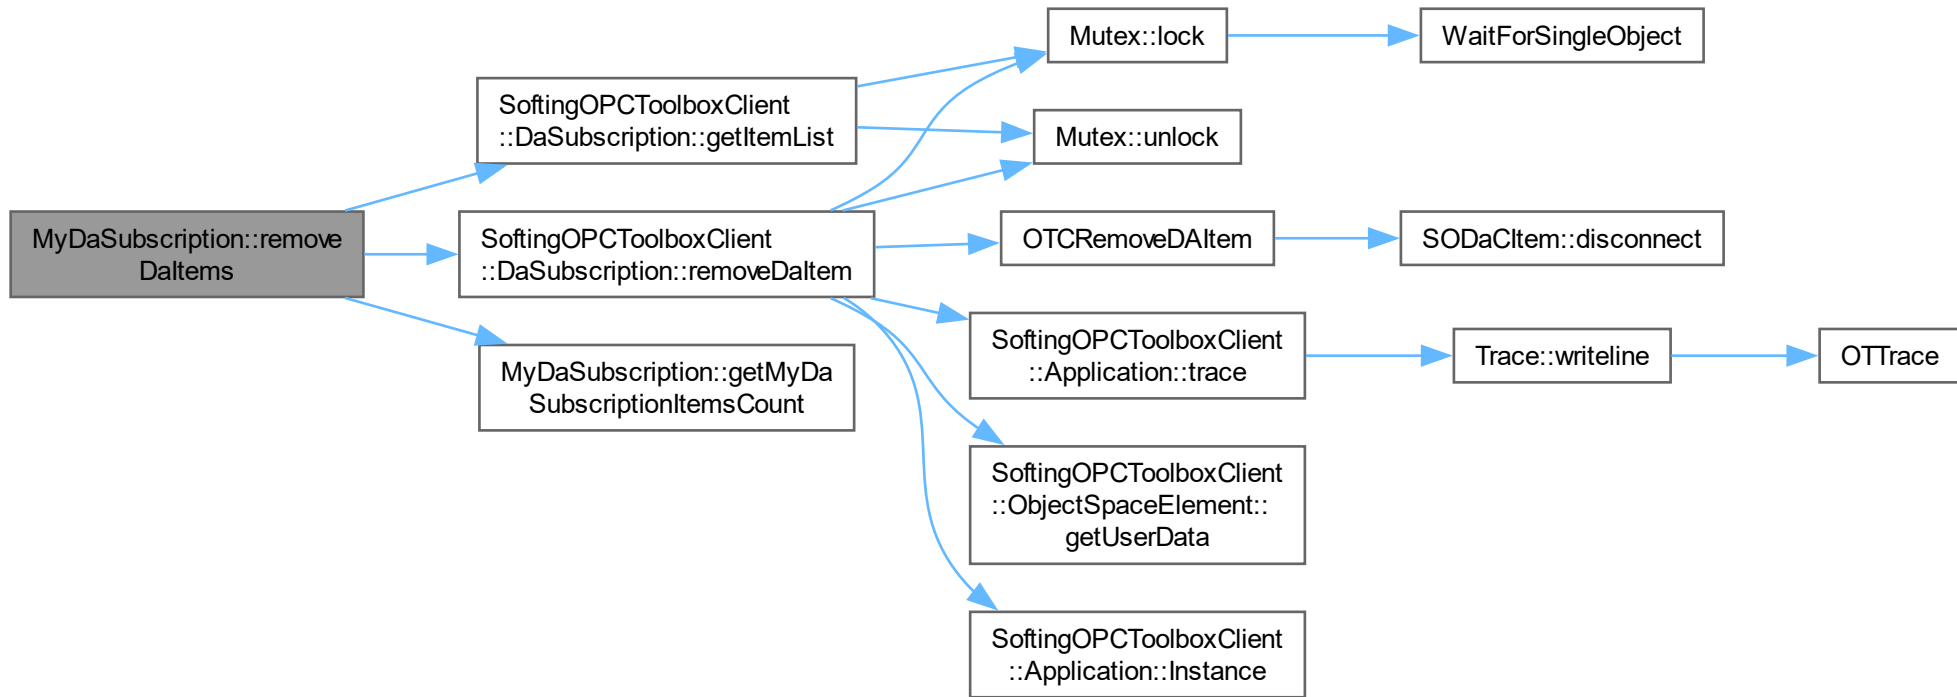 MyDaSubscription::remove
DaItems
SoftingOPCToolboxClient
::DaSubscription::getItemList
SoftingOPCToolboxClient
::DaSubscription::removeDaItem
MyDaSubscription::getMyDa
SubscriptionItemsCount
Mutex::lock
Mutex::unlock
OTCRemoveDAItem
SoftingOPCToolboxClient
::Application::trace
SoftingOPCToolboxClient
::ObjectSpaceElement::
getUserData
SoftingOPCToolboxClient
::Application::Instance
WaitForSingleObject
SODaCItem::disconnect
Trace::writeline
OTTrace